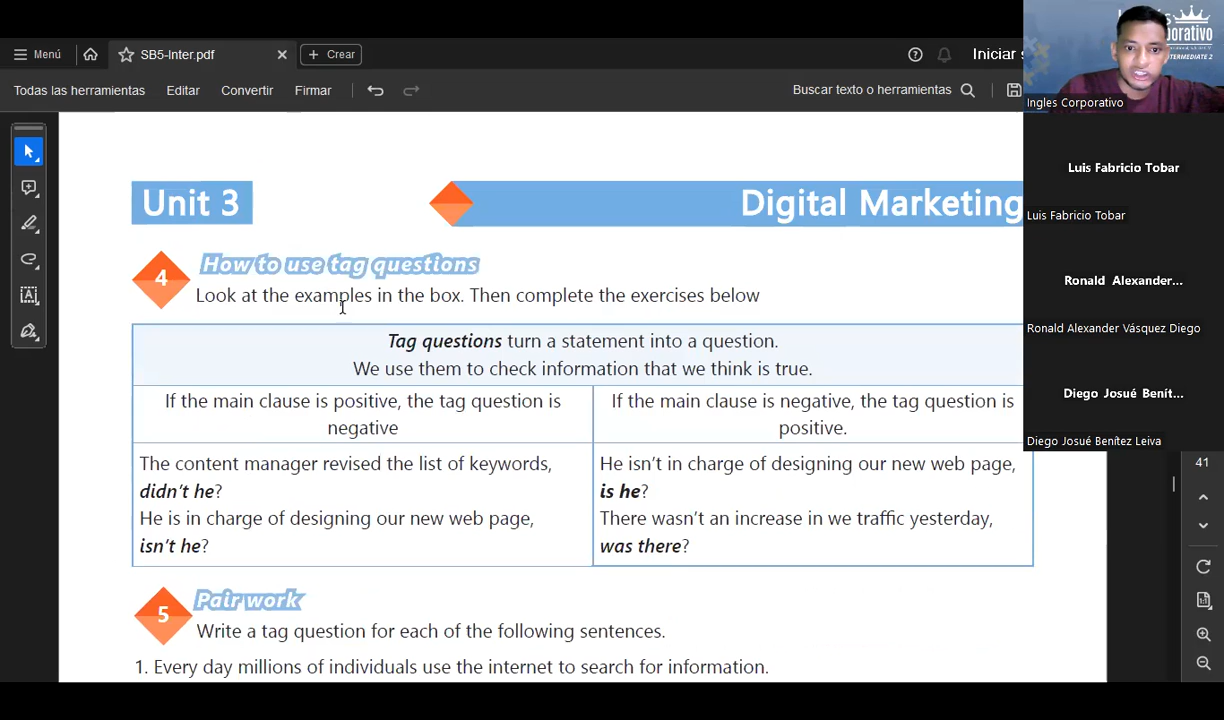 Menú
SB5-Inter.pdf
Crear
Iniciar
Todas las herramientas
Editar
Convertir
Firmar
Buscar texto o herramientas
Unit 3
Digital Marketing
4
How to use tag questions
Look at the examples in the box. Then complete the exercises below
Tag questions turn a statement into a question.
We use them to check information that we think is true.
If the main clause is positive, the tag question is
negative
If the main clause is negative, the tag question is
positive.
The content manager revised the list of keywords,
didn't he?
He is in charge of designing our new web page,
isn't he?
He isn't in charge of designing our new web page,
is he?
There wasn't an increase in we traffic yesterday,
was there?
5
Pair work
Write a tag question for each of the following sentences.
1. Every day millions of individuals use the internet to search for information.
orporativo
INTERMEDIATE 2
Ingles Corporativo
Luis Fabricio Tobar
Luis Fabricio Tobar
Ronald Alexander...
Ronald Alexander Vásquez Diego
Diego Josué Benít...
Diego Josué Benítez Leiva
41